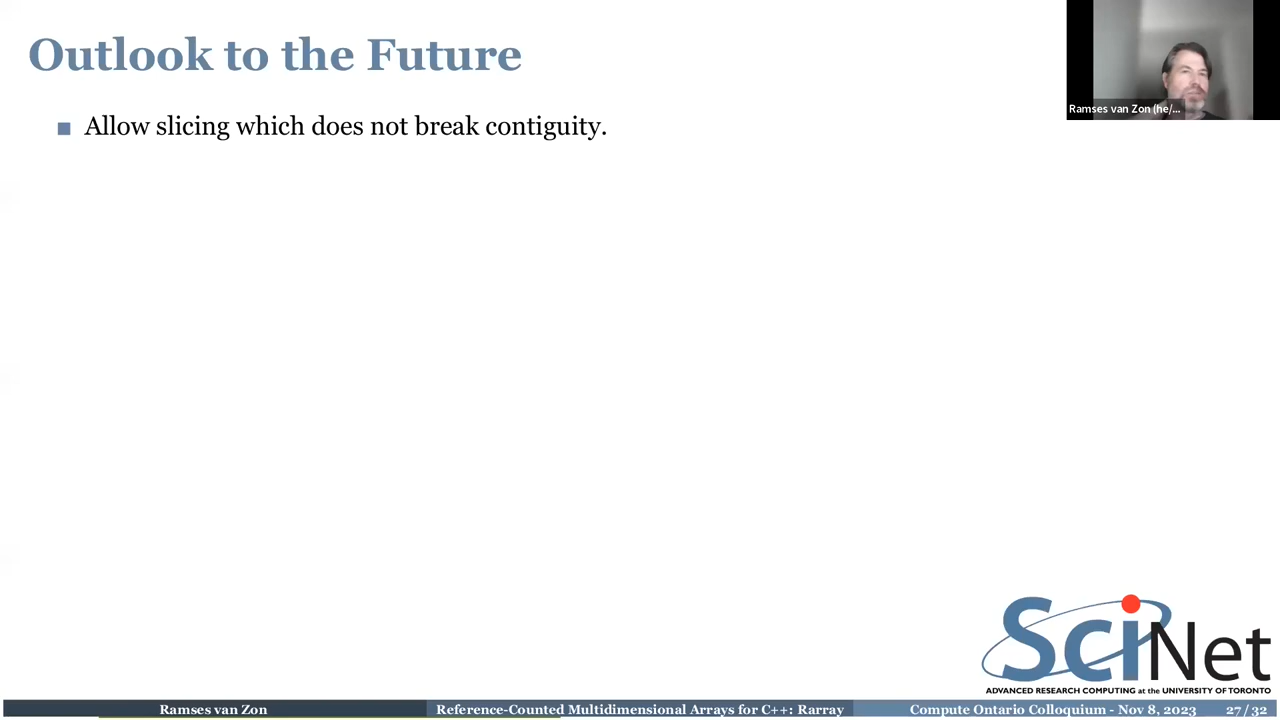 Outlook to the Future
Allow slicing which does not break contiguity.
Ramses van Zon (he/...
SciNet
ADVANCED RESEARCH COMPUTING at the UNIVERSITY OF TORONTO
Ramses van Zon
Reference-Counted Multidimensional Arrays for C++: Rarray
Compute Ontario Colloquium - Nov 8, 2023
27/32